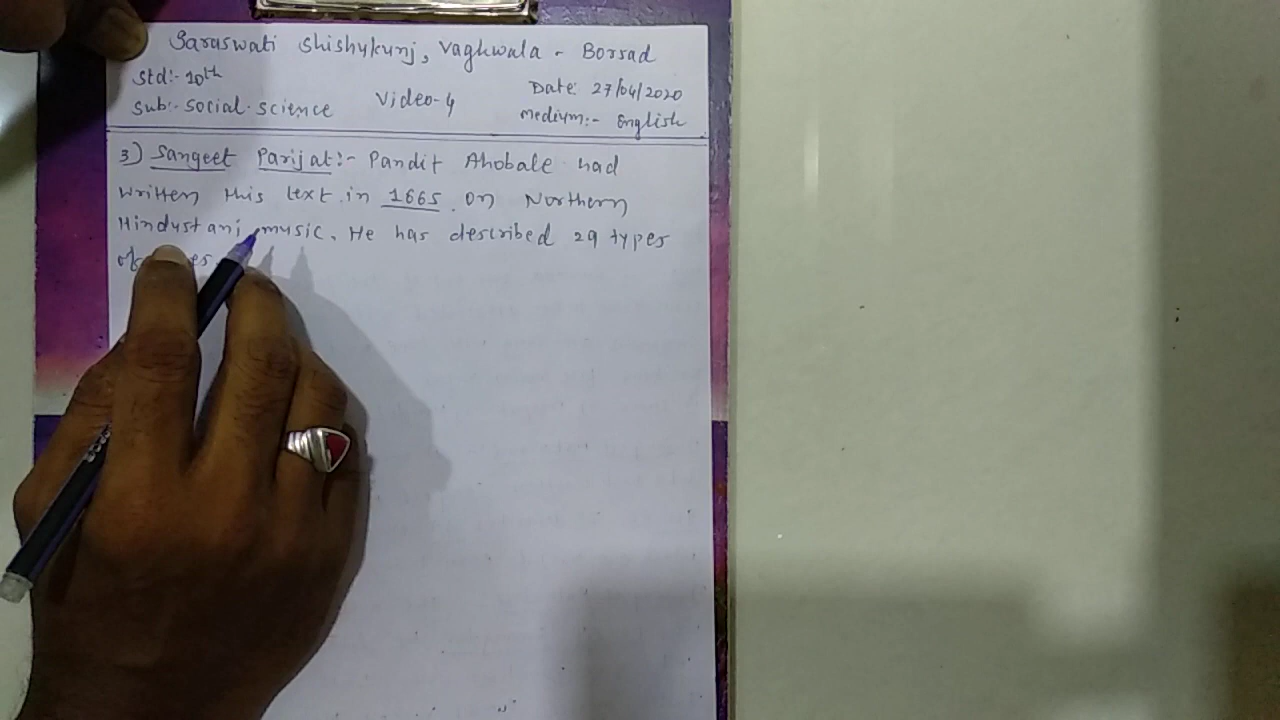 Saraswati Shishukunj, Vaghwala - Borsad
Std:- 10th
Date: 27/04/2020
Sub:- Social Science
Video-4
Medium:- English
3) Sangeet Parijat:- Pandit Ahobale had
written this text in 1665 on Northern
Hindustani music. He has described 29 types
of